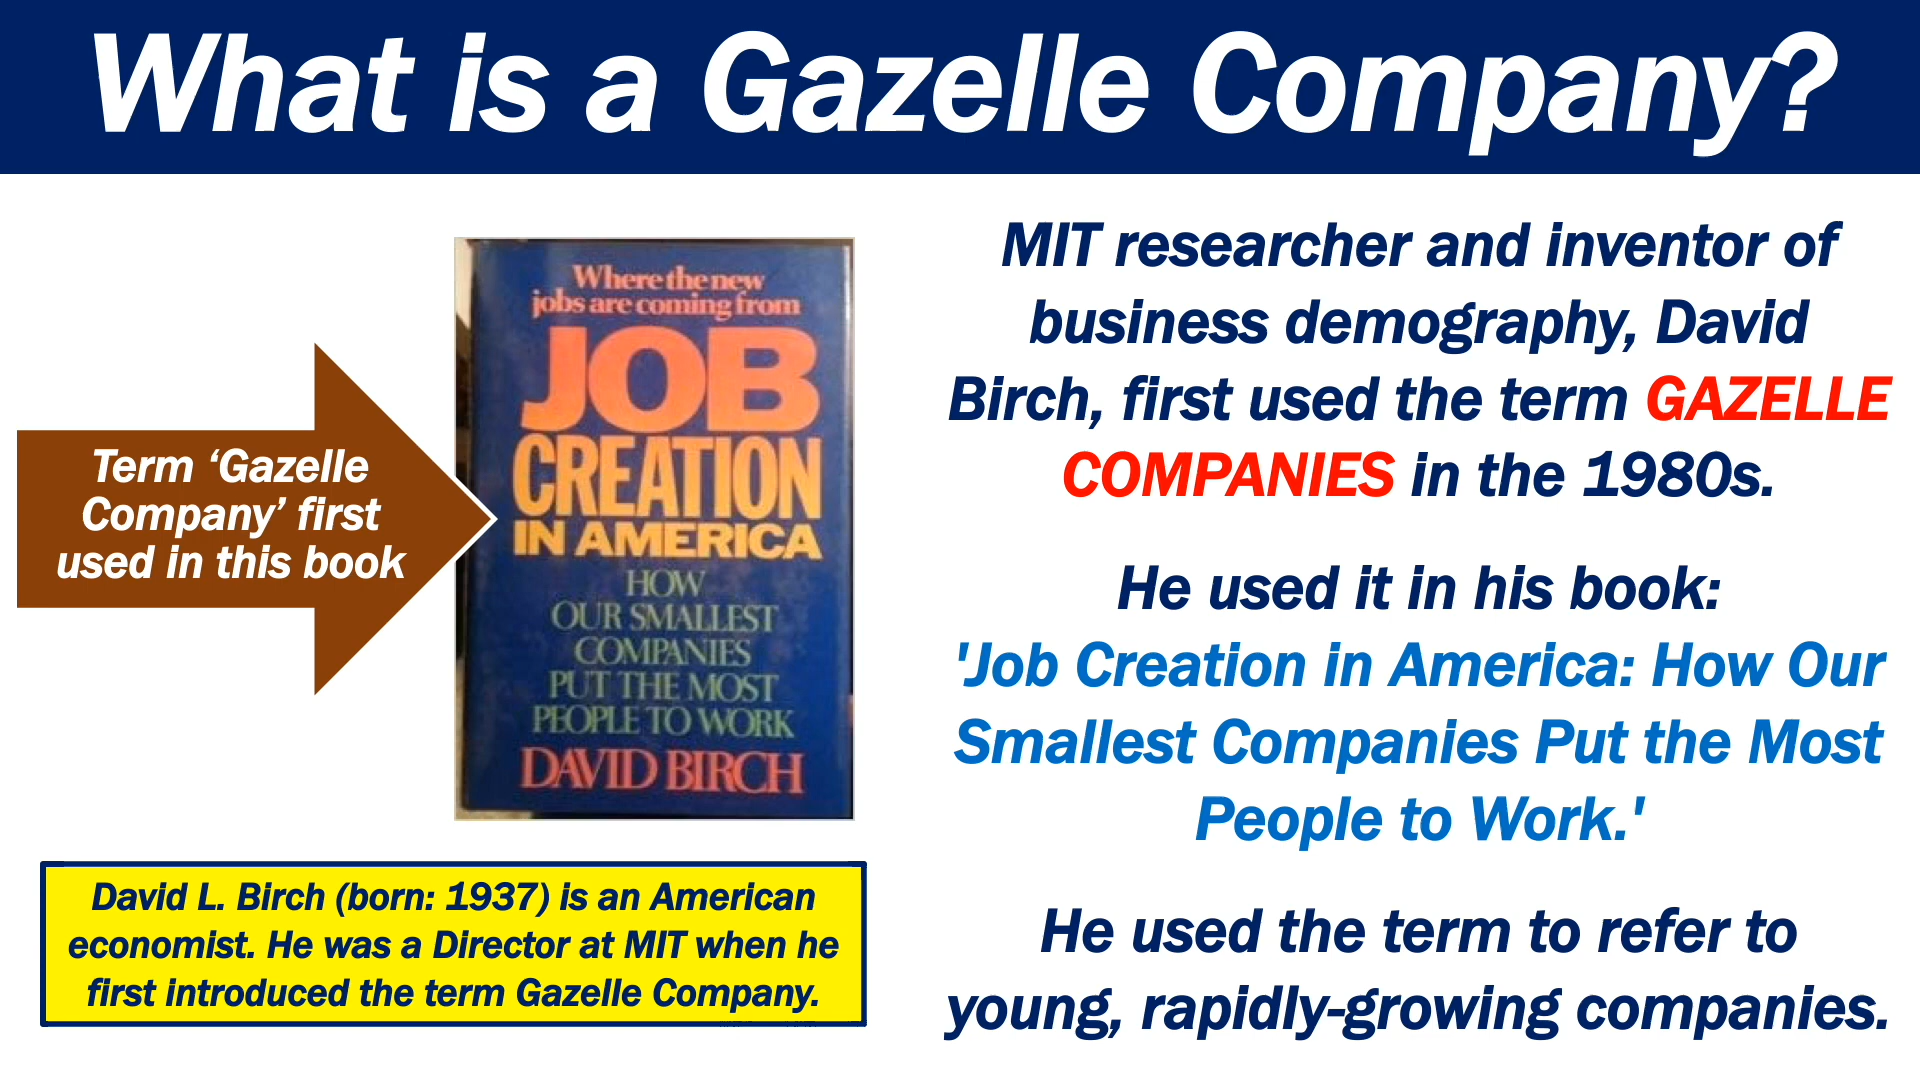 What is a Gazelle Company?
Term ‘Gazelle
Company’ first
used in this book
Where the new
jobs are coming from
JOB
CREATION
IN AMERICA
HOW
OUR SMALLEST
COMPANIES
PUT THE MOST
PEOPLE TO WORK
DAVID BIRCH
David L. Birch (born: 1937) is an American
economist. He was a Director at MIT when he
first introduced the term Gazelle Company.
MIT researcher and inventor of
business demography, David
Birch, first used the term GAZELLE
COMPANIES in the 1980s.
He used it in his book:
'Job Creation in America: How Our
Smallest Companies Put the Most
People to Work.'
He used the term to refer to
young, rapidly-growing companies.